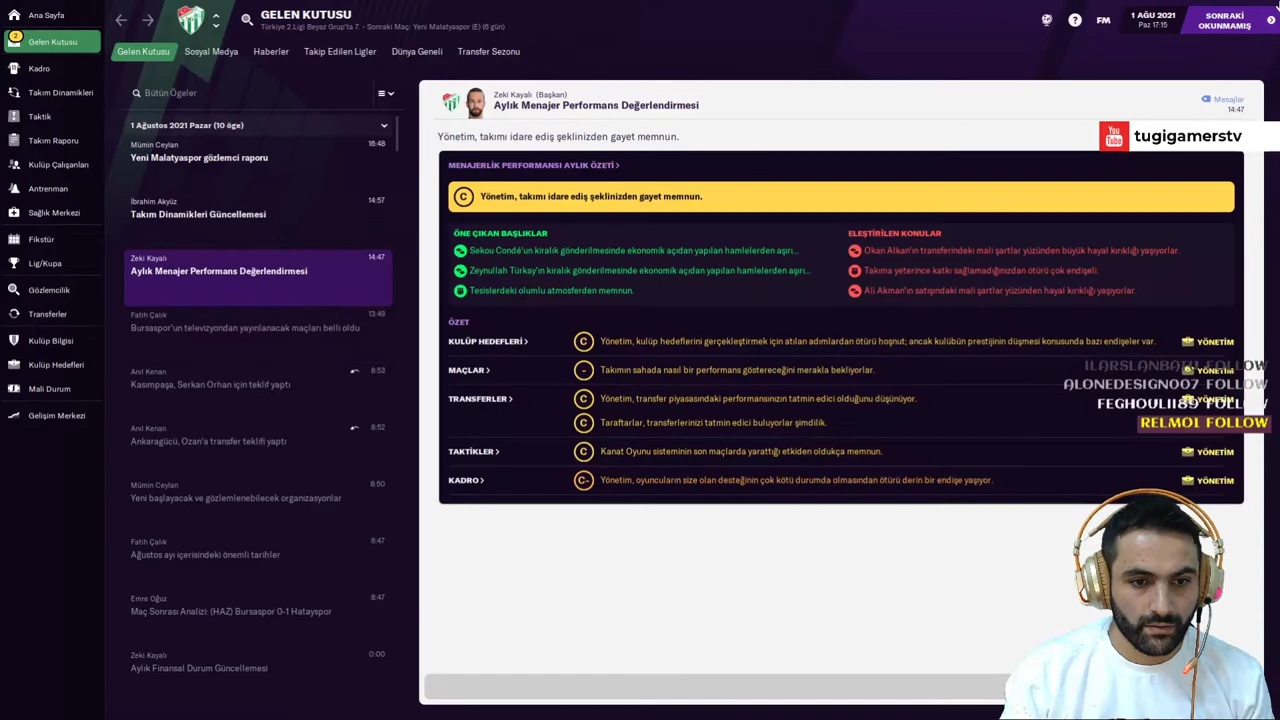 Ana Sayfa
2
Gelen Kutusu
Kadro
Takım Dinamikleri
Taktik
Takım Raporu
Kulüp Çalışanları
Antrenman
Sağlık Merkezi
Fikstür
Lig/Kupa
Gözlemcilik
Transferler
Kulüp Bilgisi
Kulüp Hedefleri
Mali Durum
Gelişim Merkezi
GELEN KUTUSU
Türkiye 2.Ligi Beyaz Grup'ta 7. - Sonraki Maç: Yeni Malatyaspor (E) (6 gün)
?
FM
1 AĞU 2021
Paz 17:15
SONRAKİ
OKUNMAMIŞ
Gelen Kutusu
Sosyal Medya
Haberler
Takip Edilen Ligler
Dünya Geneli
Transfer Sezonu
Bütün Ögeler
1 Ağustos 2021 Pazar (10 öge)
Mümin Ceylan 16:48
Yeni Malatyaspor gözlemci raporu
İbrahim Akyüz 14:57
Takım Dinamikleri Güncellemesi
Zeki Kayalı 14:47
Aylık Menajer Performans Değerlendirmesi
Fatih Çalık 13:49
Bursaspor'un televizyondan yayınlanacak maçları belli oldu
Anıl Kenan 8:53
Kasımpaşa, Serkan Orhan için teklif yaptı
Anıl Kenan 8:52
Ankaragücü, Ozan'a transfer teklifi yaptı
Mümin Ceylan 8:50
Yeni başlayacak ve gözlemlenebilecek organizasyonlar
Fatih Çalık 8:47
Ağustos ayı içerisindeki önemli tarihler
Emre Oğuz 8:47
Maç Sonrası Analizi: (HAZ) Bursaspor 0-1 Hatayspor
Zeki Kayalı 0:00
Aylık Finansal Durum Güncellemesi
Zeki Kayalı (Başkan)
Aylık Menajer Performans Değerlendirmesi
Mesajlar
14:47
Yönetim, takımı idare ediş şeklinizden gayet memnun.
You Tube tugigamerstv
MENAJERLİK PERFORMANSI AYLIK ÖZETİ
C Yönetim, takımı idare ediş şeklinizden gayet memnun.
ÖNE ÇIKAN BAŞLIKLAR
Sekou Condé'un kiralık gönderilmesinde ekonomik açıdan yapılan hamlelerden aşırı...
Zeynullah Türkay'ın kiralık gönderilmesinde ekonomik açıdan yapılan hamlelerden aşırı...
Tesislerdeki olumlu atmosferden memnun.
ELEŞTİRİLEN KONULAR
Okan Alkan'ın transferindeki mali şartlar yüzünden büyük hayal kırıklığı yaşıyorlar.
Takıma yeterince katkı sağlamadığınızdan ötürü çok endişeli.
Ali Akman'ın satışındaki mali şartlar yüzünden hayal kırıklığı yaşıyorlar.
ÖZET
KULÜP HEDEFLERİ C Yönetim, kulüp hedeflerini gerçekleştirmek için atılan adımlardan ötürü hoşnut; ancak kulübün prestijinin düşmesi konusunda bazı endişeler var. YÖNETİM
MAÇLAR - Takımın sahada nasıl bir performans göstereceğini merakla bekliyorlar. YÖNETİM
TRANSFERLER C Yönetim, transfer piyasasındaki performansınızın tatmin edici olduğunu düşünüyor.
C Taraftarlar, transferlerinizi tatmin edici buluyorlar şimdilik.
TAKTİKLER C Kanat Oyunu sisteminin son maçlarda yarattığı etkiden oldukça memnun. YÖNETİM
KADRO C- Yönetim, oyuncuların size olan desteğinin çok kötü durumda olmasından ötürü derin bir endişe yaşıyor. YÖNETİM
ALONEDESIGN007 FOLLOW
FEGHOULI189 FOLLOW
RELMO1 FOLLOW